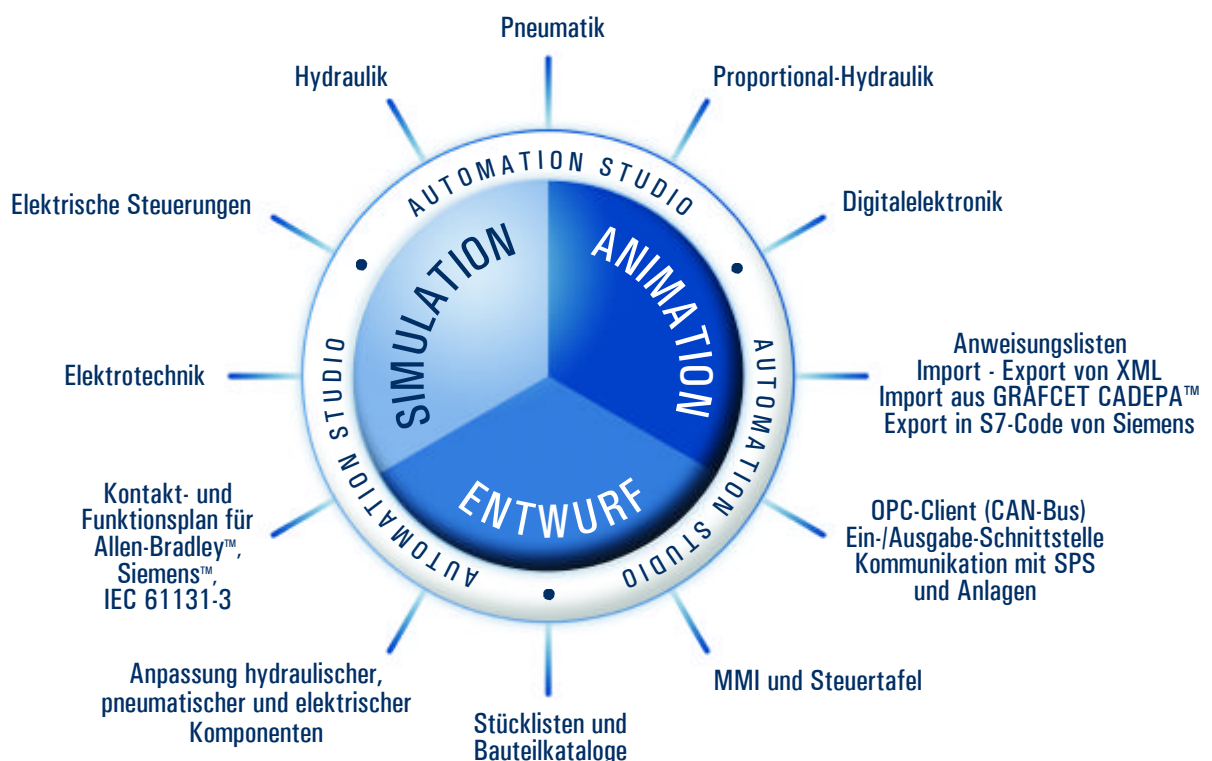 Pneumatik
Hydraulik
Proportional-Hydraulik
Elektrische Steuerungen
Digitalelektronik
Elektrotechnik
Anweisungslisten
Import - Export von XML
Import aus GRAFCET CADEPA™
Export in S7-Code von Siemens
Kontakt- und
Funktionsplan für
Allen-Bradley™,
Siemens™,
IEC 61131-3
OPC-Client (CAN-Bus)
Ein-/Ausgabe-Schnittstelle
Kommunikation mit SPS
und Anlagen
Anpassung hydraulischer,
pneumatischer und elektrischer
Komponenten
Stücklisten und
Bauteilkataloge
MMI und Steuertafel
AUTOMATION STUDIO
AUTOMATION STUDIO
AUTOMATION STUDIO
SIMULATION
ANIMATION
ENTWURF